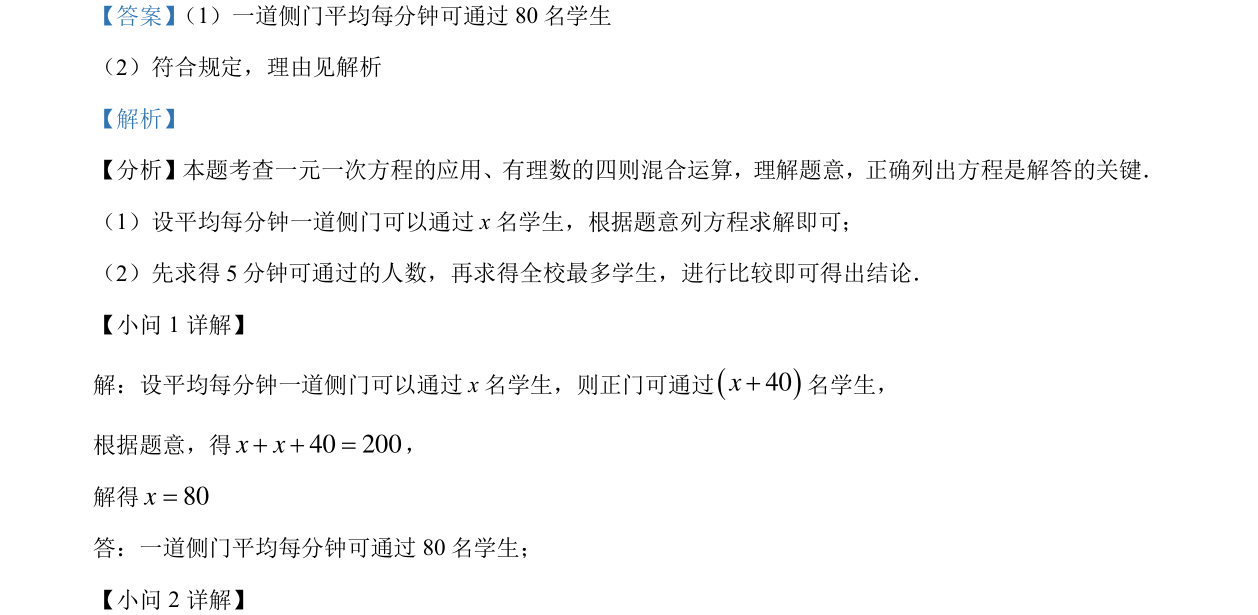 【答案】（1）一道侧门平均每分钟可通过 80 名学生
（2）符合规定，理由见解析
【解析】
【分析】本题考查一元一次方程的应用、有理数的四则混合运算，理解题意，正确列出方程是解答的关键．
（1）设平均每分钟一道侧门可以通过 x 名学生，根据题意列方程求解即可；
（2）先求得 5 分钟可通过的人数，再求得全校最多学生，进行比较即可得出结论．
【小问 1 详解】
解：设平均每分钟一道侧门可以通过 x 名学生，则正门可通过(x+40)名学生，
根据题意，得 x+x+40=200，
解得 x=80
答：一道侧门平均每分钟可通过 80 名学生；
【小问 2 详解】